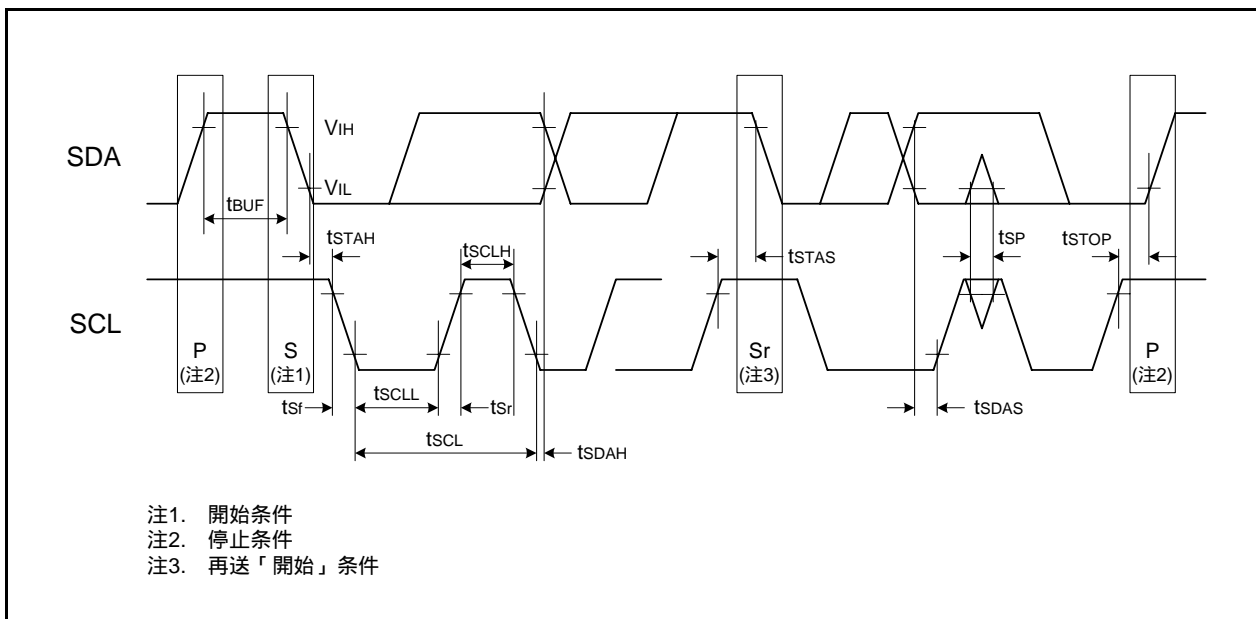 SDA
VIH
VIL
tBUF
tSTAH
tSCLH
tSTAS
tSP
tSTOP
SCL
P
(注2)
S
(注1)
Sr
(注3)
P
(注2)
tSf
tSCLL
tSr
tSDAS
tSCL
tSDAH
注1. 開始条件
注2. 停止条件
注3. 再送「開始」条件